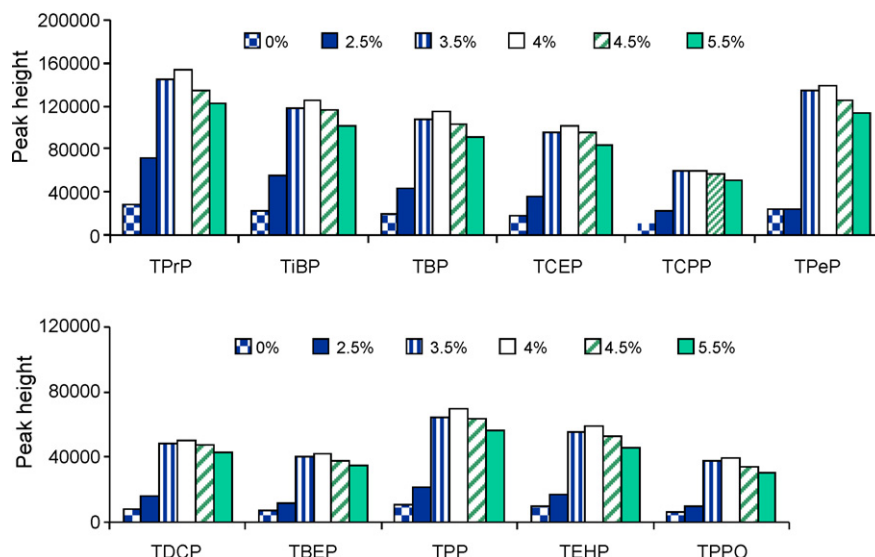 200000
160000
120000
80000
40000
0
Peak height
0% 2.5% 3.5% 4% 4.5% 5.5%
TPrP TiBP TBP TCEP TCPP TPeP
120000
80000
40000
0
Peak height
0% 2.5% 3.5% 4% 4.5% 5.5%
TDCP TBEP TPP TEHP TPPO